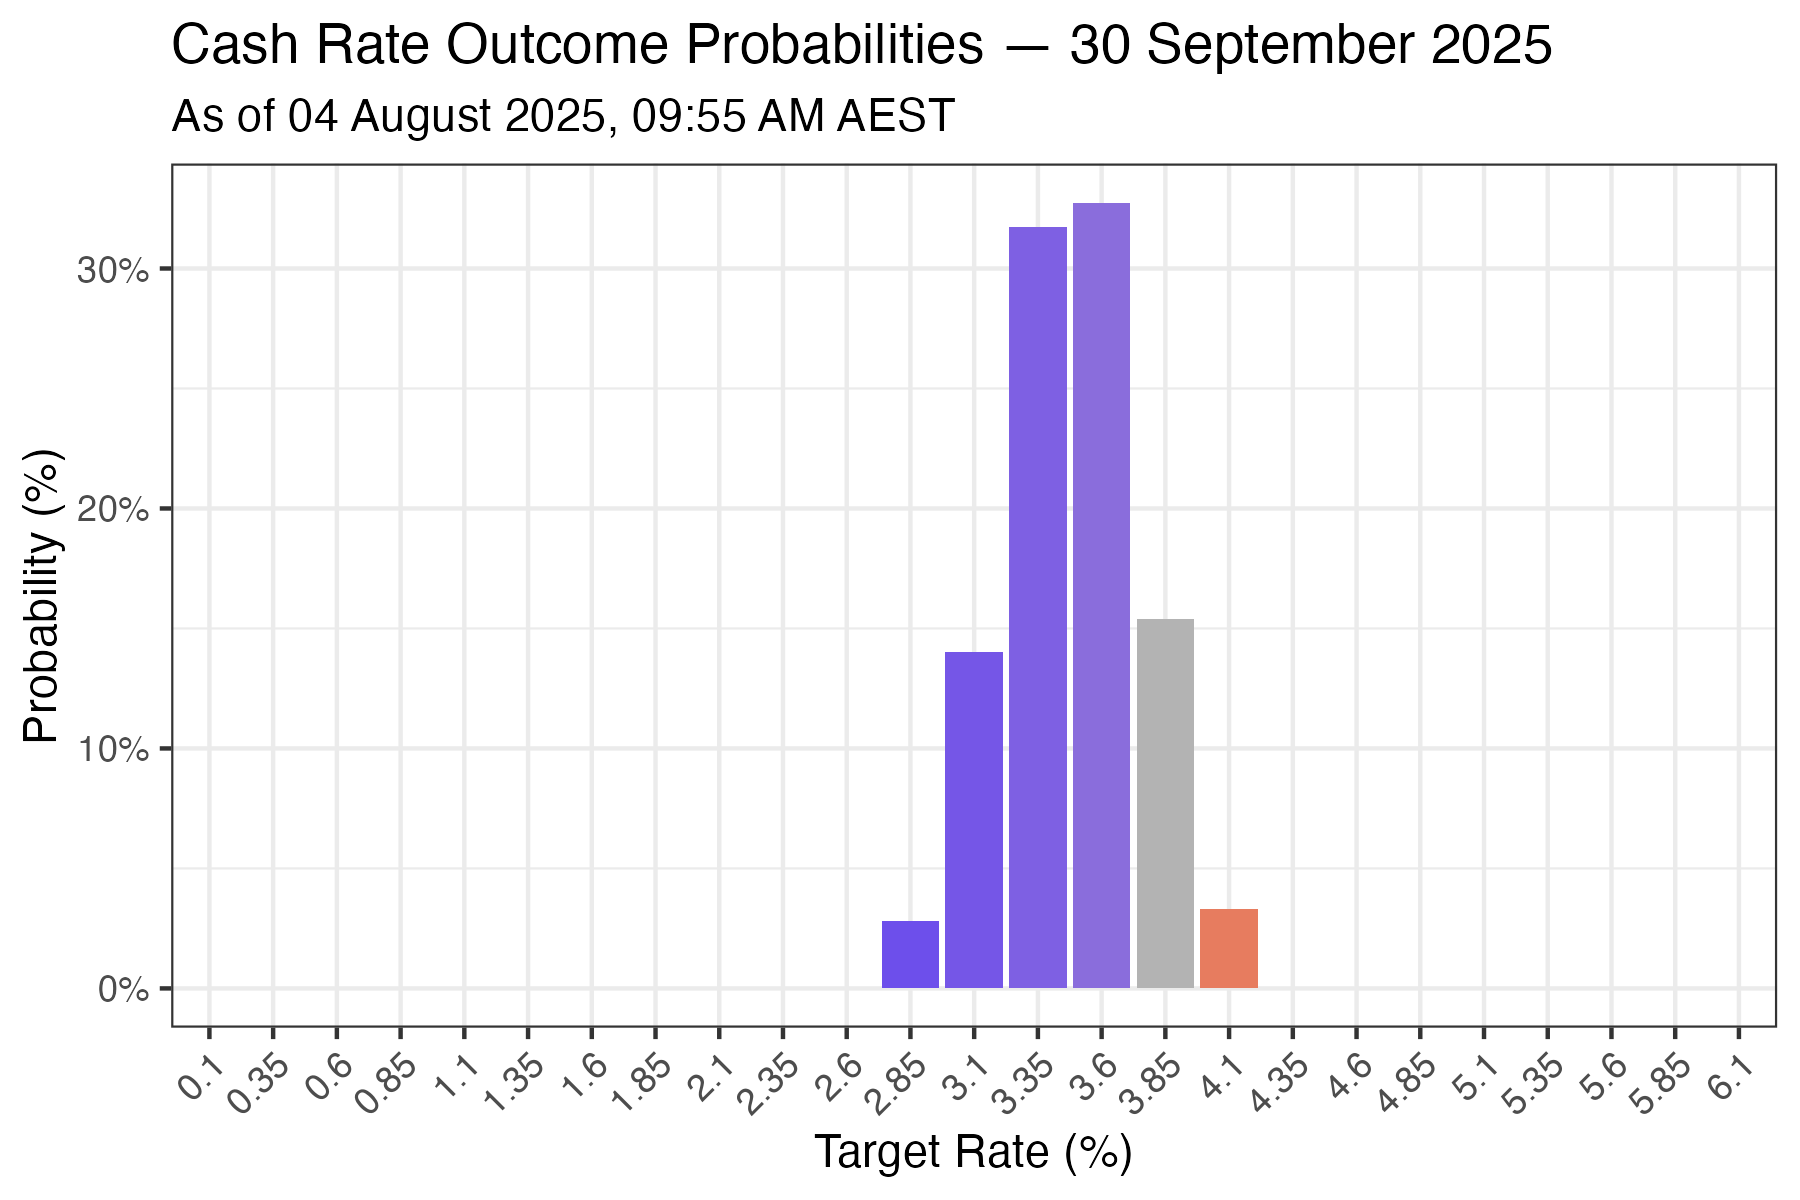 Cash Rate Outcome Probabilities — 30 September 2025
As of 04 August 2025, 09:55 AM AEST
Probability (%)
30%
20%
10%
0%
0.1 0.35 0.6 0.85 1.1 1.35 1.6 1.85 2.1 2.35 2.6 2.85 3.1 3.35 3.6 3.85 4.1 4.35 4.6 4.85 5.1 5.35 5.6 5.85 6.1
Target Rate (%)